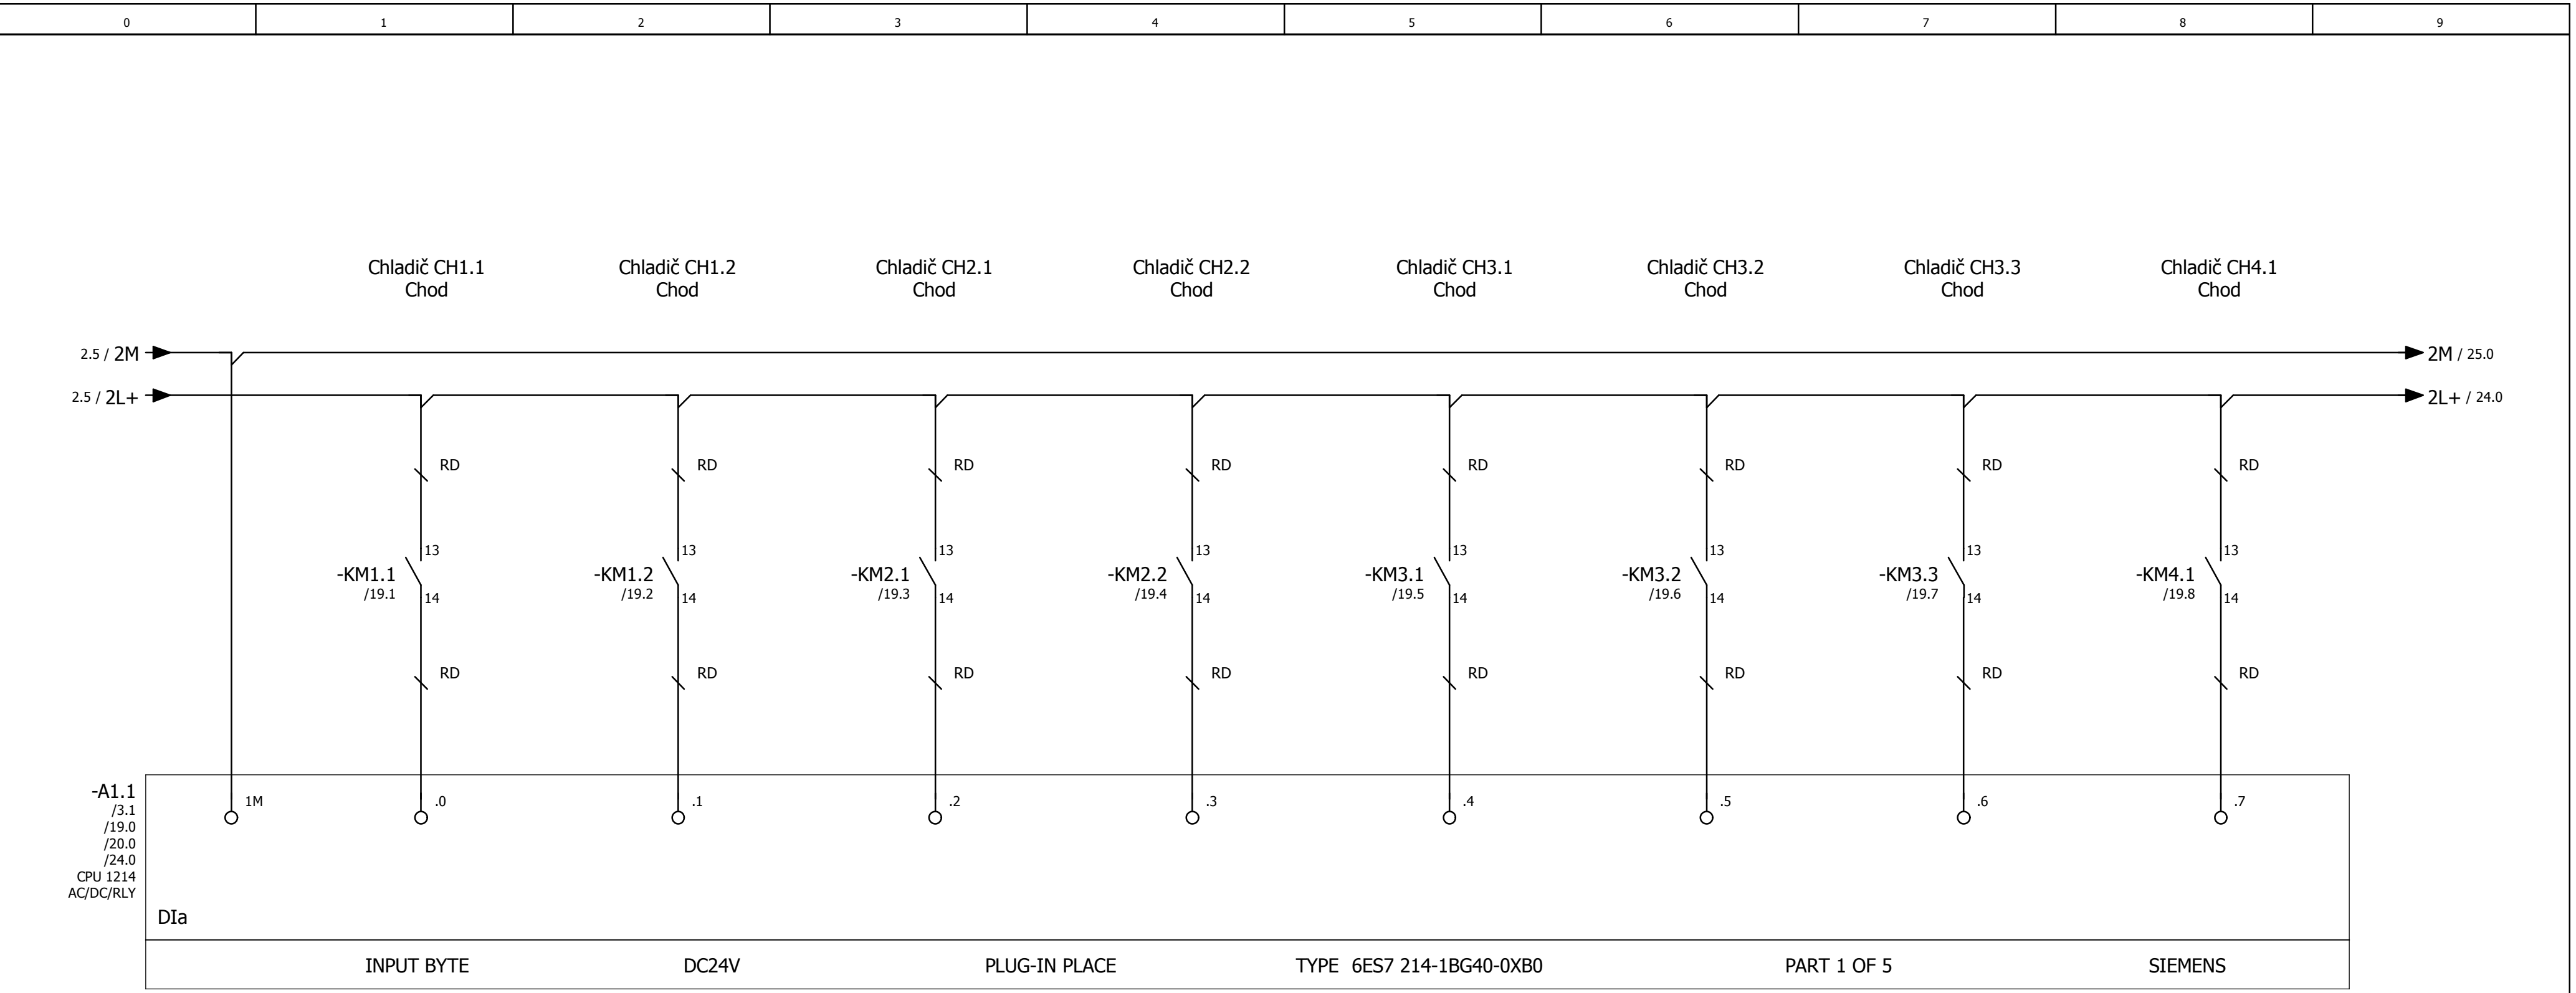 0 1 2 3 4 5 6 7 8 9
Chladič CH1.1 Chladič CH1.2 Chladič CH2.1 Chladič CH2.2 Chladič CH3.1 Chladič CH3.2 Chladič CH3.3 Chladič CH4.1
Chod Chod Chod Chod Chod Chod Chod Chod
2.5 / 2M 2M / 25.0
2.5 / 2L+ 2L+ / 24.0
RD RD RD RD RD RD RD RD
13 13 13 13 13 13 13 13
-KM1.1 -KM1.2 -KM2.1 -KM2.2 -KM3.1 -KM3.2 -KM3.3 -KM4.1
/19.1 14 /19.2 14 /19.3 14 /19.4 14 /19.5 14 /19.6 14 /19.7 14 /19.8 14
RD RD RD RD RD RD RD RD
-A1.1
1M .0 .1 .2 .3 .4 .5 .6 .7
/3.1
/19.0
/20.0
/24.0
CPU 1214
AC/DC/RLY
DIa
INPUT BYTE DC24V PLUG-IN PLACE TYPE 6ES7 214-1BG40-0XB0 PART 1 OF 5 SIEMENS